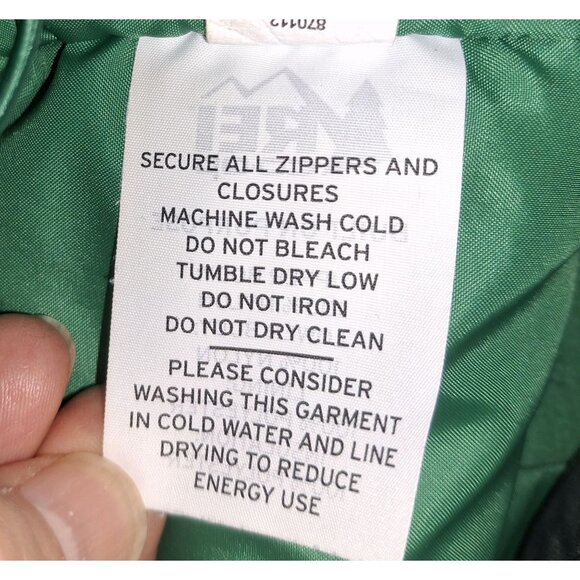 870112
SECURE ALL ZIPPERS AND
CLOSURES
MACHINE WASH COLD
DO NOT BLEACH
TUMBLE DRY LOW
DO NOT IRON
DO NOT DRY CLEAN
PLEASE CONSIDER
WASHING THIS GARMENT
IN COLD WATER AND LINE
DRYING TO REDUCE
ENERGY USE